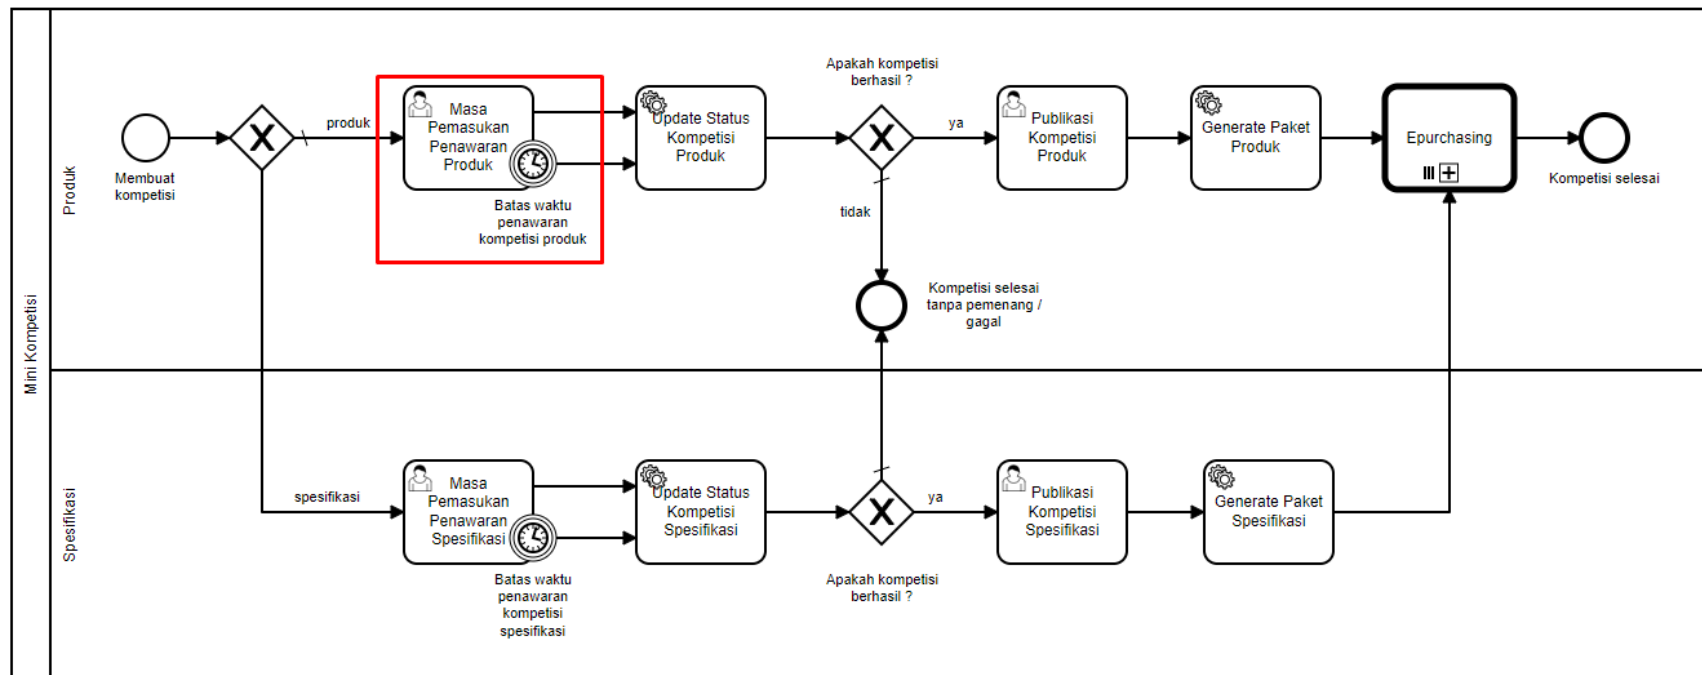 Mini Kompetisi
Produk
Membuat
kompetisi
produk
Masa
Pemasukan
Penawaran
Produk
Batas waktu
penawaran
kompetisi produk
Update Status
Kompetisi
Produk
Apakah kompetisi
berhasil ?
ya
tidak
Publikasi
Kompetisi
Produk
Generate Paket
Produk
Epurchasing
Kompetisi selesai
Kompetisi selesai
tanpa pemenang /
gagal
Spesifikasi
spesifikasi
Masa
Pemasukan
Penawaran
Spesifikasi
Batas waktu
penawaran
kompetisi
spesifikasi
Update Status
Kompetisi
Spesifikasi
Apakah kompetisi
berhasil ?
ya
Publikasi
Kompetisi
Spesifikasi
Generate Paket
Spesifikasi